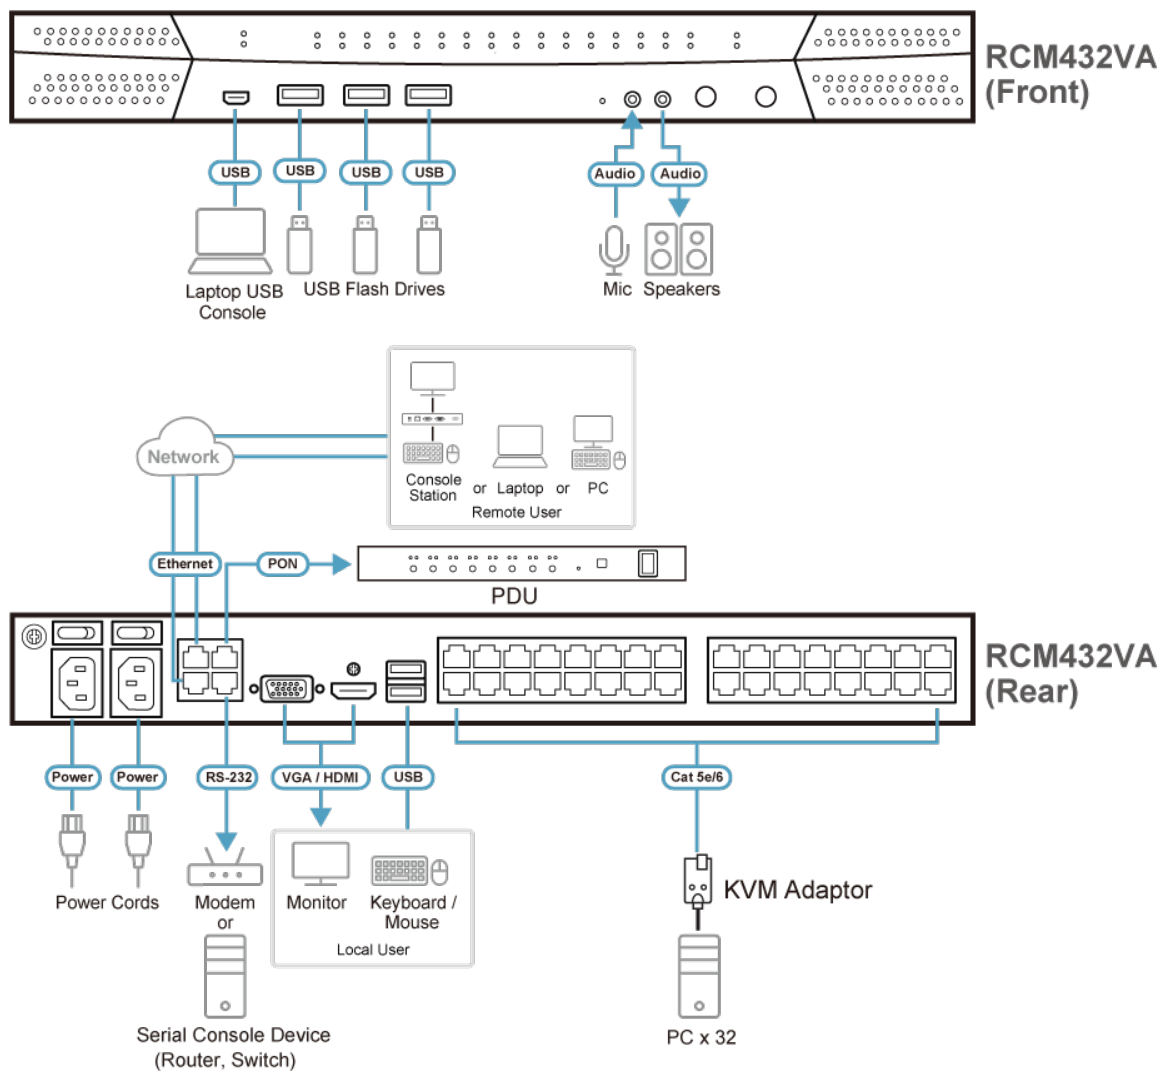 RCM432VA
(Front)
USB
USB
USB
USB
Audio
Audio
Laptop USB
Console
USB Flash Drives
Mic
Speakers
Network
Console
Station
or
Laptop
or
PC
Remote User
Ethernet
PON
PDU
RCM432VA
(Rear)
Power
Power
RS-232
VGA / HDMI
USB
Cat 5e/6
Power Cords
Modem
or
Monitor
Keyboard /
Mouse
Local User
KVM Adaptor
Serial Console Device
(Router, Switch)
PC x 32